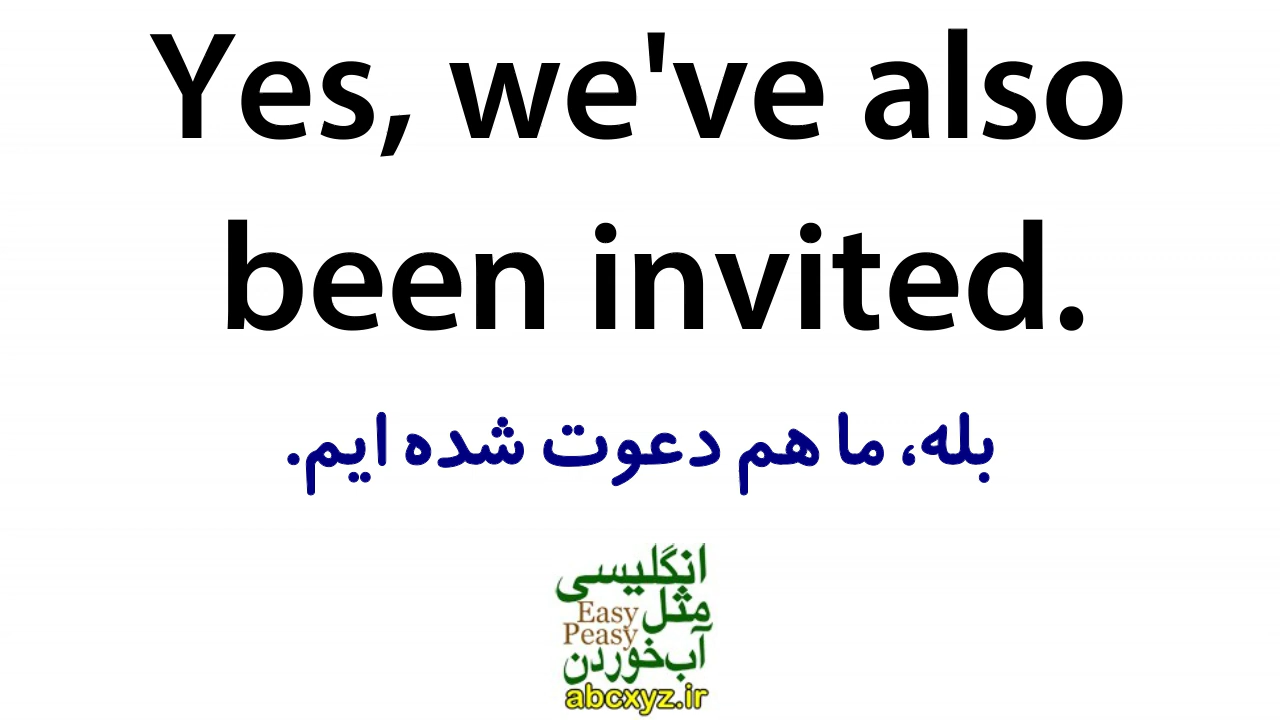 Yes, we've also
been invited.
بله، ما هم دعوت شده ایم.
انگلیسی
مثل
Easy
Peasy
آب‌خوردن
abcxyz.ir